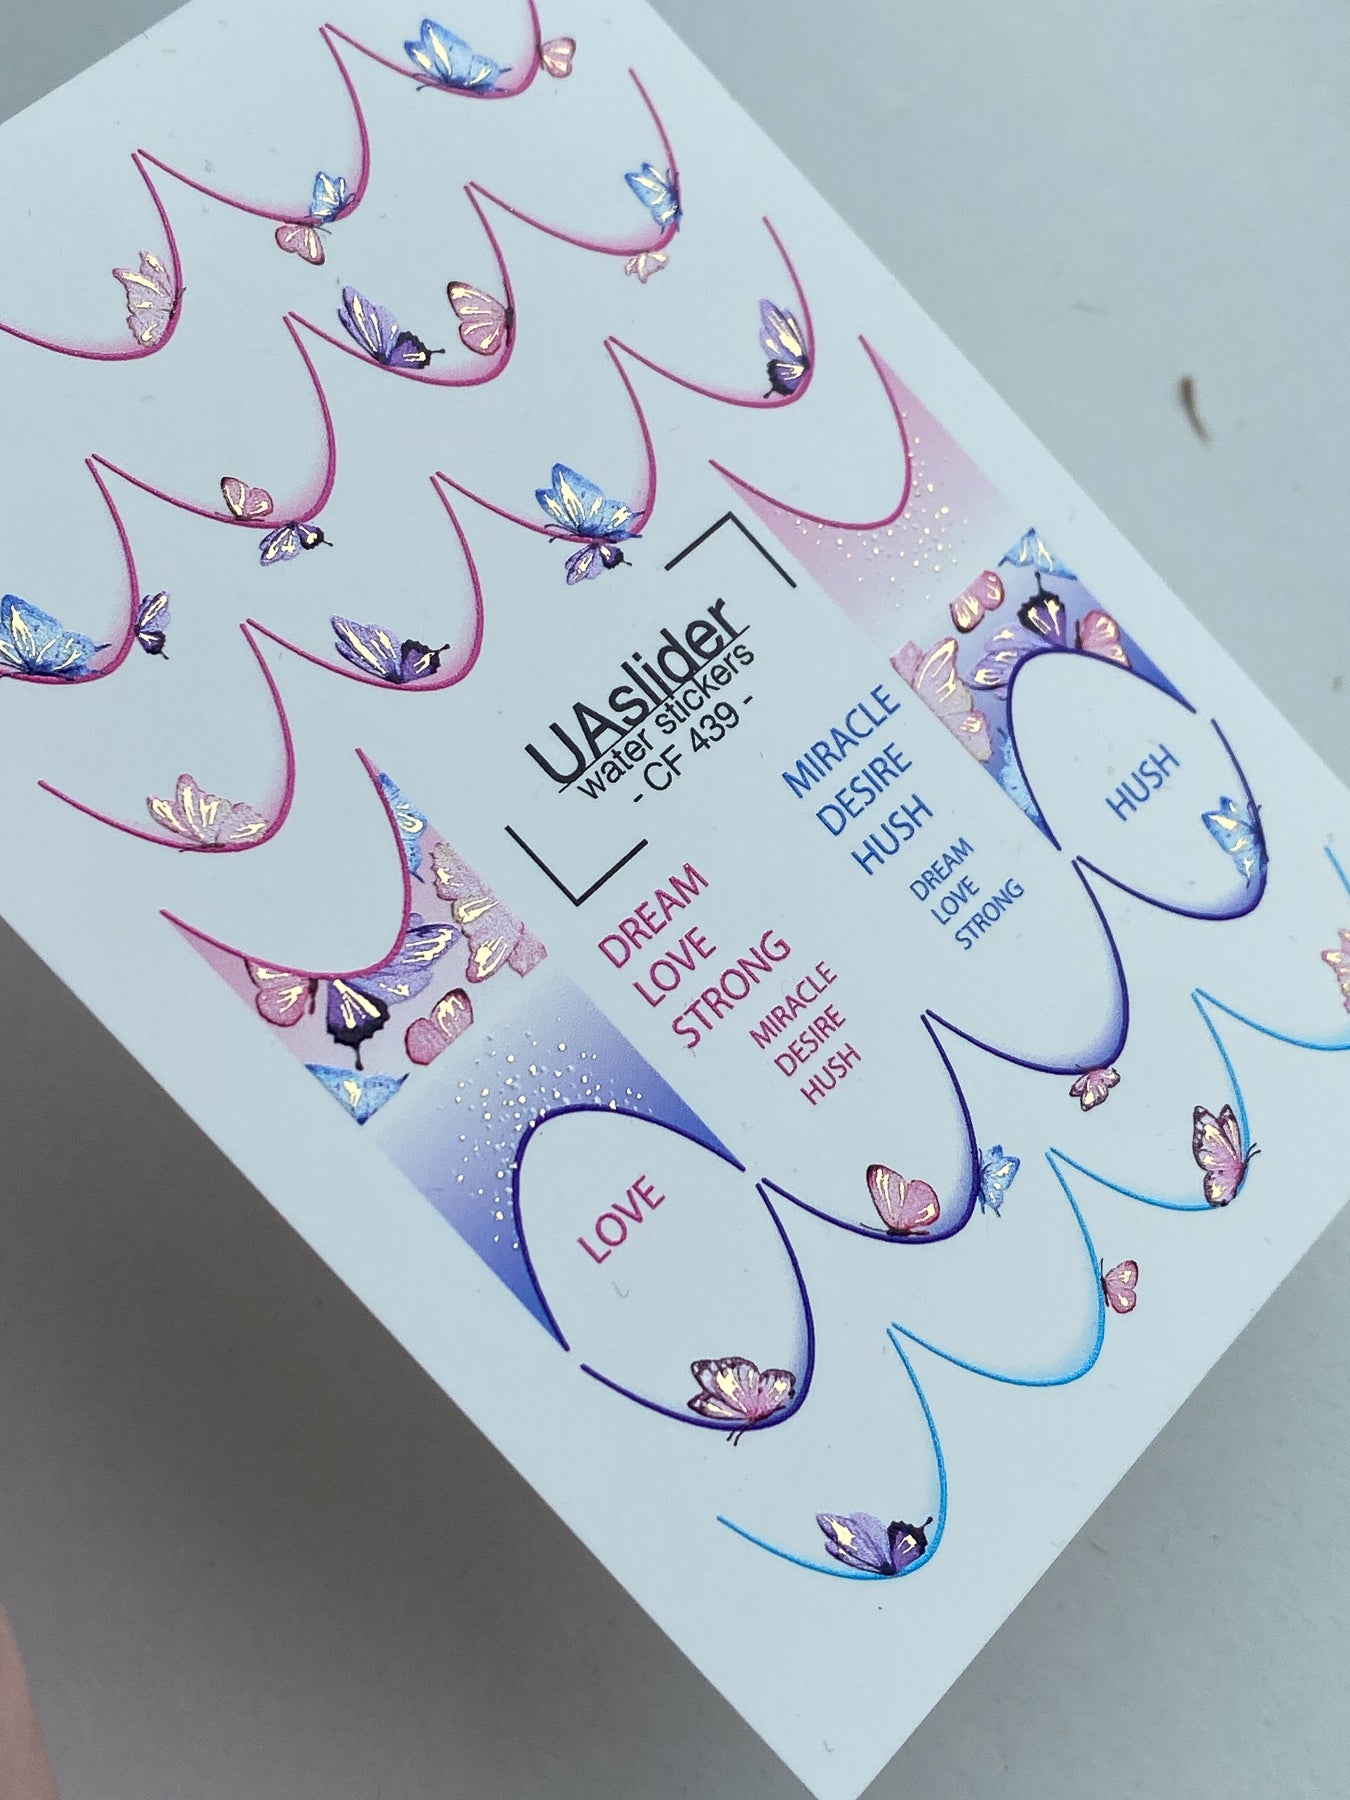 UAslider
water stickers
- CF 439 -
MIRACLE
DESIRE
HUSH
DREAM
LOVE
STRONG
DREAM
LOVE
STRONG
MIRACLE
DESIRE
HUSH
HUSH
LOVE